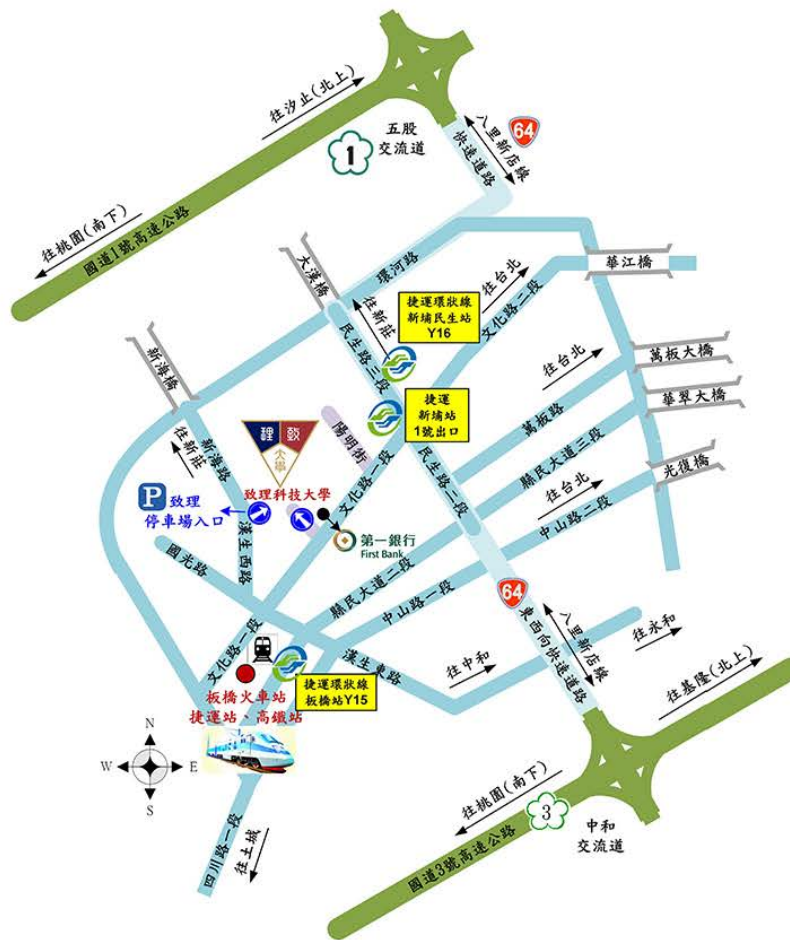 往汐止(北上)
五股
交流道
1
64
八里新店線
快速道路
往桃園(南下)
國道1號高速公路
大漢橋
環河路
華江橋
往台北
文化路二段
往新莊
捷運環狀線
新埔民生站
Y16
民生路三段
新海橋
萬板大橋
往台北
華翠大橋
捷運
新埔站
1號出口
萬板路
陽明街
往新莊
新海路
理致
大學
縣民大道三段
光復橋
文化路一段
民生路二段
往台北
致理科技大學
P
致理
停車場入口
中山路二段
第一銀行
First Bank
漢生西路
國光路
縣民大道二段
中山路一段
64
八里新店線
東西向快速道路
文化路一段
漢生東路
往中和
往永和
捷運環狀線
板橋站Y15
板橋火車站
捷運站、高鐵站
往基隆(北上)
N
W
E
S
往桃園(南下)
3
中和
交流道
國道3號高速公路
四川路一段
往土城